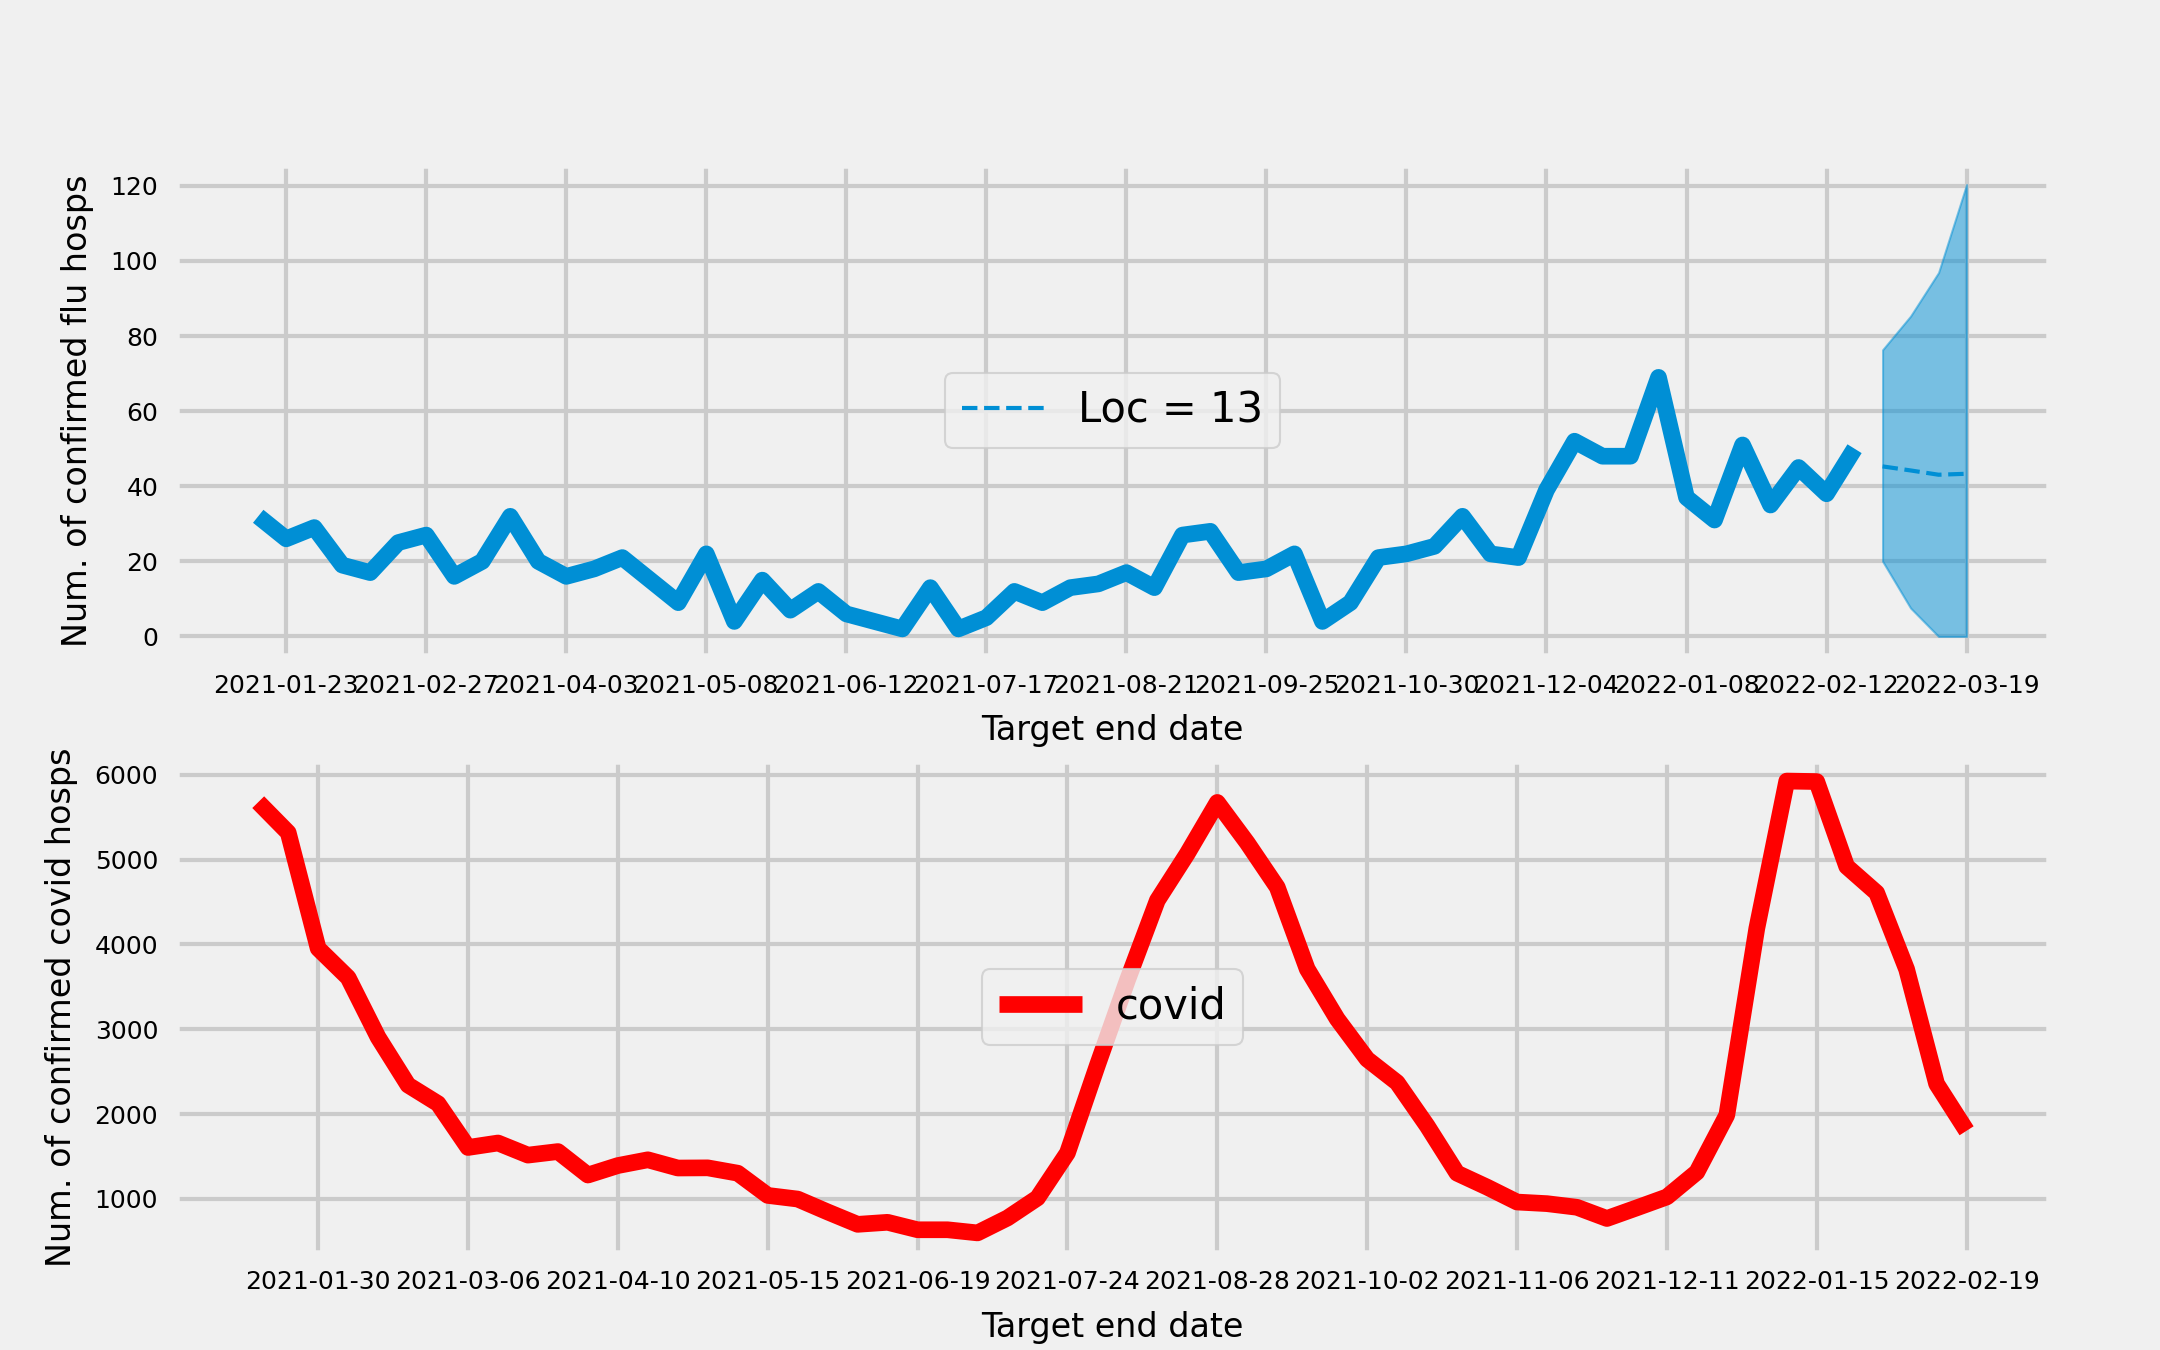 Num. of confirmed flu hosps
120
100
80
60
40
20
0
Loc = 13
2021-01-23 2021-02-27 2021-04-03 2021-05-08 2021-06-12 2021-07-17 2021-08-21 2021-09-25 2021-10-30 2021-12-04 2022-01-08 2022-02-12 2022-03-19
Target end date
Num. of confirmed covid hosps
6000
5000
4000
3000
2000
1000
covid
2021-01-30 2021-03-06 2021-04-10 2021-05-15 2021-06-19 2021-07-24 2021-08-28 2021-10-02 2021-11-06 2021-12-11 2022-01-15 2022-02-19
Target end date